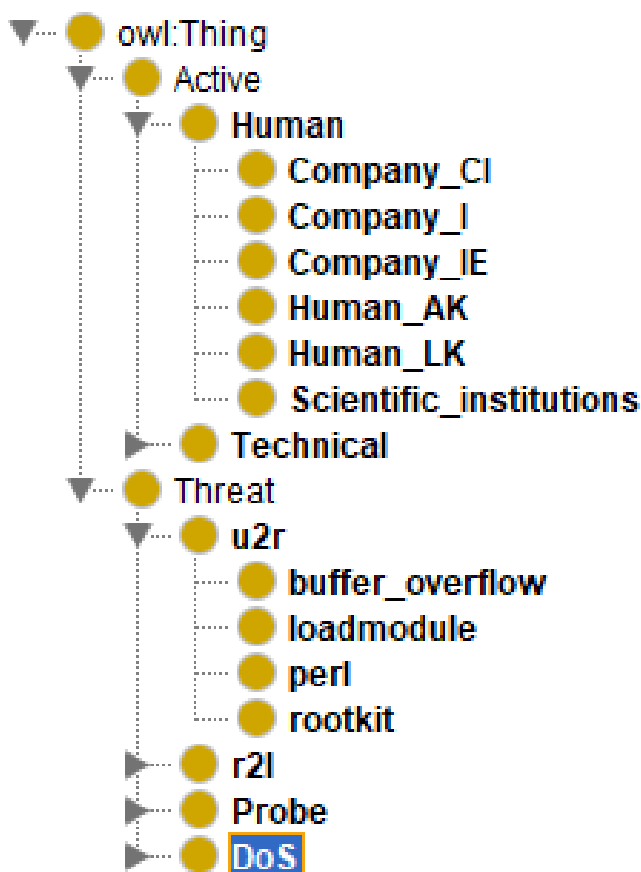 owl:Thing
Active
Human
Company_CI
Company_I
Company_IE
Human_AK
Human_LK
Scientific_institutions
Technical
Threat
u2r
buffer_overflow
loadmodule
perl
rootkit
r2l
Probe
DoS